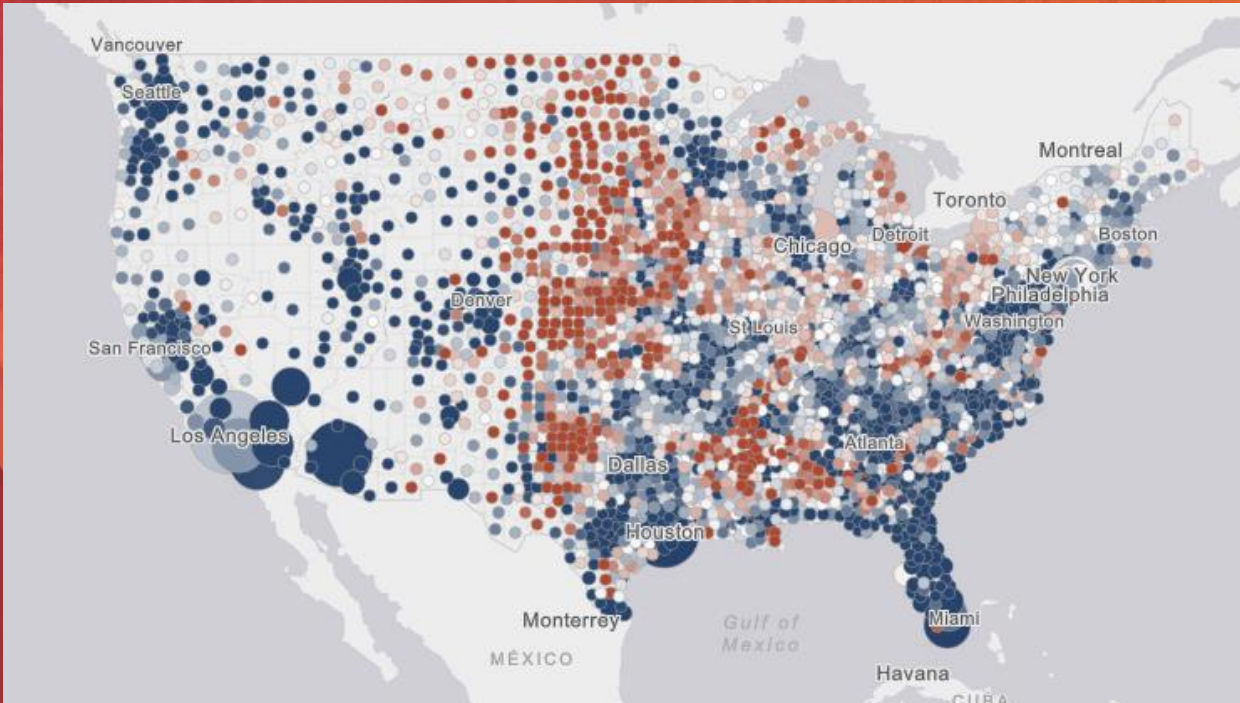 Vancouver
Seattle
Montreal
Toronto
Boston
Detroit
Chicago
New York
Philadelphia
Denver
Washington
St Louis
San Francisco
Los Angeles
Atlanta
Dallas
Houston
Miami
Monterrey
Gulf of
Mexico
MÉXICO
Havana
CUBA